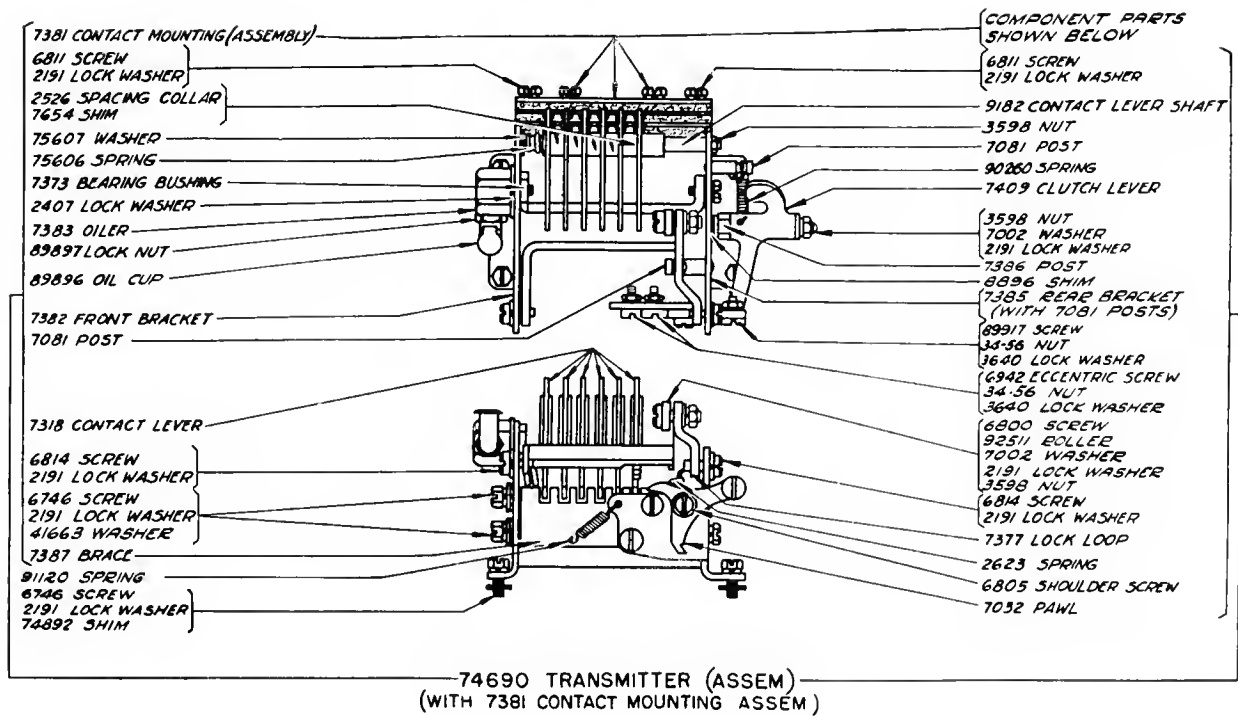 7381 CONTACT MOUNTING (ASSEMBLY)
6811 SCREW
2191 LOCK WASHER
2526 SPACING COLLAR
7654 SHIM
75607 WASHER
75606 SPRING
7373 BEARING BUSHING
2407 LOCK WASHER
7383 OILER
89897 LOCK NUT
89896 OIL CUP
7382 FRONT BRACKET
7081 POST
7318 CONTACT LEVER
6814 SCREW
2191 LOCK WASHER
6746 SCREW
2191 LOCK WASHER
41663 WASHER
7387 BRACE
91120 SPRING
6746 SCREW
2191 LOCK WASHER
74892 SHIM
COMPONENT PARTS
SHOWN BELOW
6811 SCREW
2191 LOCK WASHER
9182 CONTACT LEVER SHAFT
3598 NUT
7081 POST
90260 SPRING
7409 CLUTCH LEVER
3598 NUT
7002 WASHER
2191 LOCK WASHER
7386 POST
8896 SHIM
7385 REAR BRACKET
(WITH 7081 POSTS)
89917 SCREW
34-56 NUT
3640 LOCK WASHER
6942 ECCENTRIC SCREW
34-56 NUT
3640 LOCK WASHER
6800 SCREW
92511 ROLLER
7002 WASHER
2191 LOCK WASHER
3598 NUT
6814 SCREW
2191 LOCK WASHER
7377 LOCK LOOP
2623 SPRING
6805 SHOULDER SCREW
7032 PAWL
74690 TRANSMITTER (ASSEM)
(WITH 7381 CONTACT MOUNTING ASSEM)